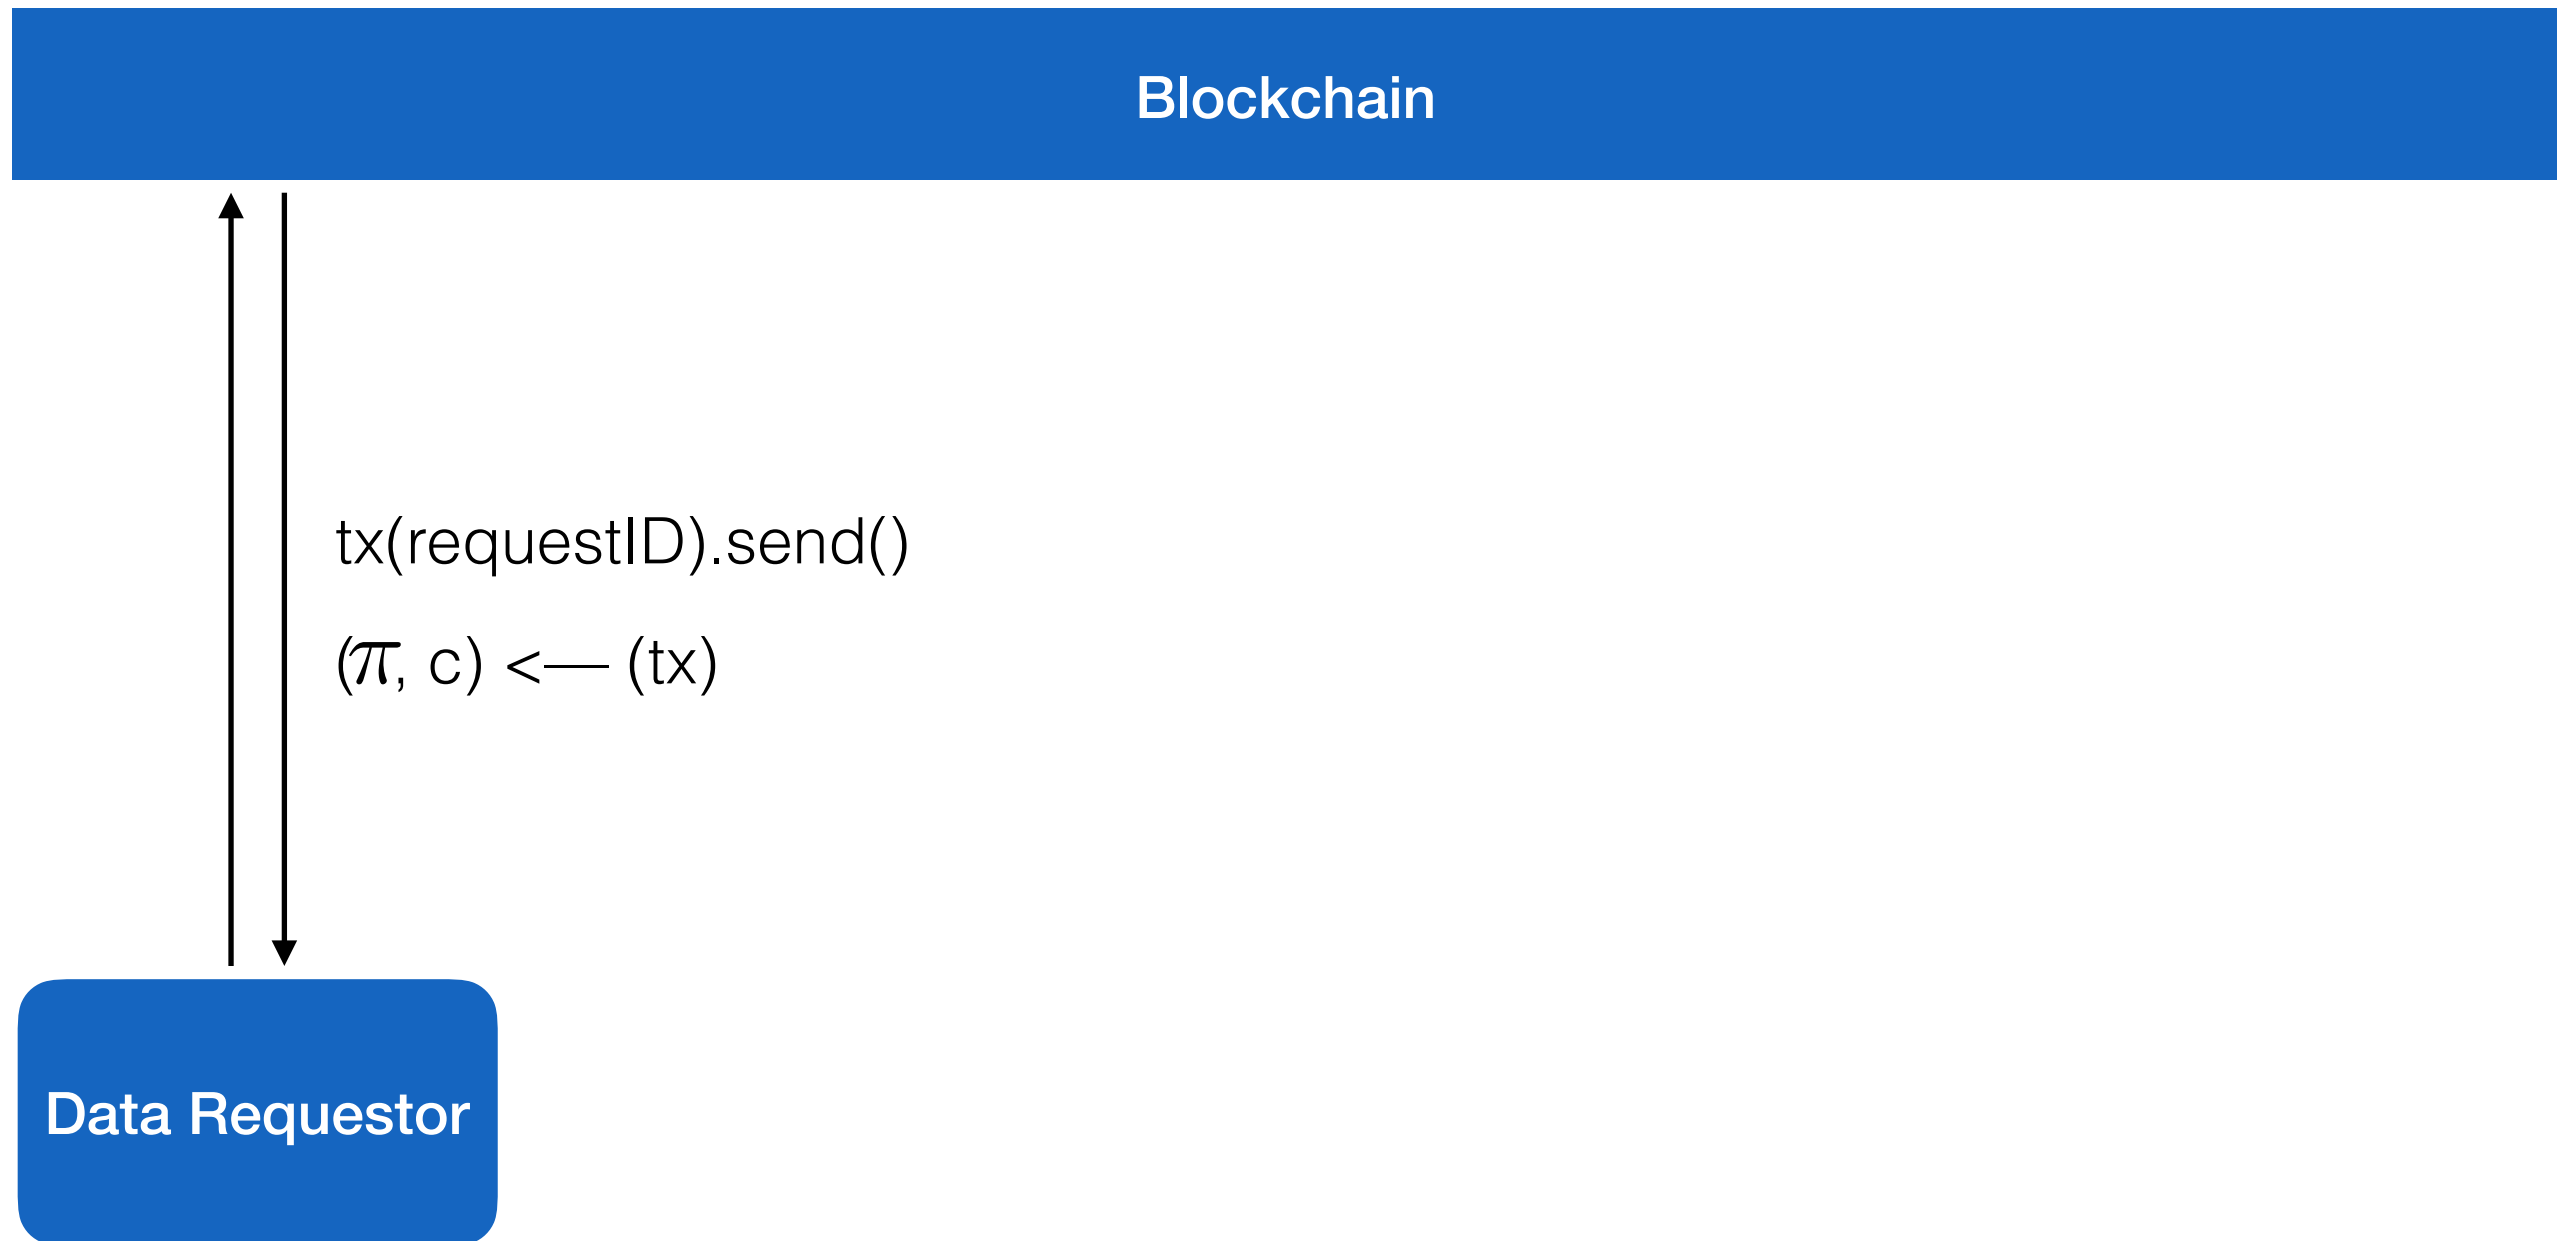 Blockchain
tx(requestID).send()
(π, c) <— (tx)
Data Requestor